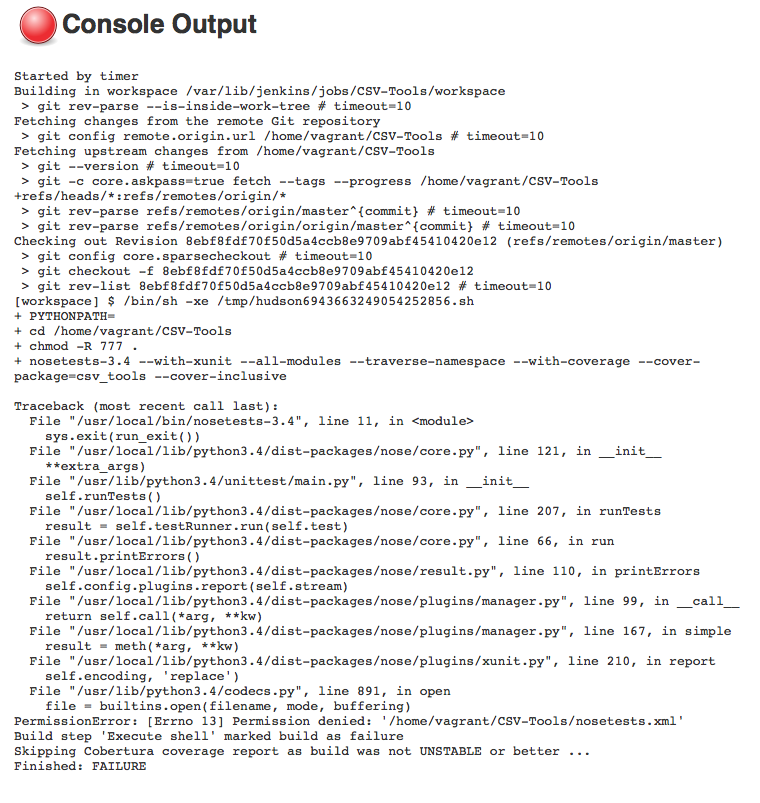 Console Output
Started by timer
Building in workspace /var/lib/jenkins/jobs/CSV-Tools/workspace
 > git rev-parse --is-inside-work-tree # timeout=10
Fetching changes from the remote Git repository
 > git config remote.origin.url /home/vagrant/CSV-Tools # timeout=10
Fetching upstream changes from /home/vagrant/CSV-Tools
 > git --version # timeout=10
 > git -c core.askpass=true fetch --tags --progress /home/vagrant/CSV-Tools
+refs/heads/*:refs/remotes/origin/*
 > git rev-parse refs/remotes/origin/master^{commit} # timeout=10
 > git rev-parse refs/remotes/origin/origin/master^{commit} # timeout=10
Checking out Revision 8ebf8fdf70f50d5a4ccb8e9709abf45410420e12 (refs/remotes/origin/master)
 > git config core.sparsecheckout # timeout=10
 > git checkout -f 8ebf8fdf70f50d5a4ccb8e9709abf45410420e12
 > git rev-list 8ebf8fdf70f50d5a4ccb8e9709abf45410420e12 # timeout=10
[workspace] $ /bin/sh -xe /tmp/hudson6943663249054252856.sh
+ PYTHONPATH=
+ cd /home/vagrant/CSV-Tools
+ chmod -R 777 .
+ nosetests-3.4 --with-xunit --all-modules --traverse-namespace --with-coverage --cover-
package=csv_tools --cover-inclusive
Traceback (most recent call last):
  File "/usr/local/bin/nosetests-3.4", line 11, in <module>
    sys.exit(run_exit())
  File "/usr/local/lib/python3.4/dist-packages/nose/core.py", line 121, in __init__
    **extra_args)
  File "/usr/lib/python3.4/unittest/main.py", line 93, in __init__
    self.runTests()
  File "/usr/local/lib/python3.4/dist-packages/nose/core.py", line 207, in runTests
    result = self.testRunner.run(self.test)
  File "/usr/local/lib/python3.4/dist-packages/nose/core.py", line 66, in run
    result.printErrors()
  File "/usr/local/lib/python3.4/dist-packages/nose/result.py", line 110, in printErrors
    self.config.plugins.report(self.stream)
  File "/usr/local/lib/python3.4/dist-packages/nose/plugins/manager.py", line 99, in __call__
    return self.call(*arg, **kw)
  File "/usr/local/lib/python3.4/dist-packages/nose/plugins/manager.py", line 167, in simple
    result = meth(*arg, **kw)
  File "/usr/local/lib/python3.4/dist-packages/nose/plugins/xunit.py", line 210, in report
    self.encoding, 'replace')
  File "/usr/lib/python3.4/codecs.py", line 891, in open
    file = builtins.open(filename, mode, buffering)
PermissionError: [Errno 13] Permission denied: '/home/vagrant/CSV-Tools/nosetests.xml'
Build step 'Execute shell' marked build as failure
Skipping Cobertura coverage report as build was not UNSTABLE or better ...
Finished: FAILURE